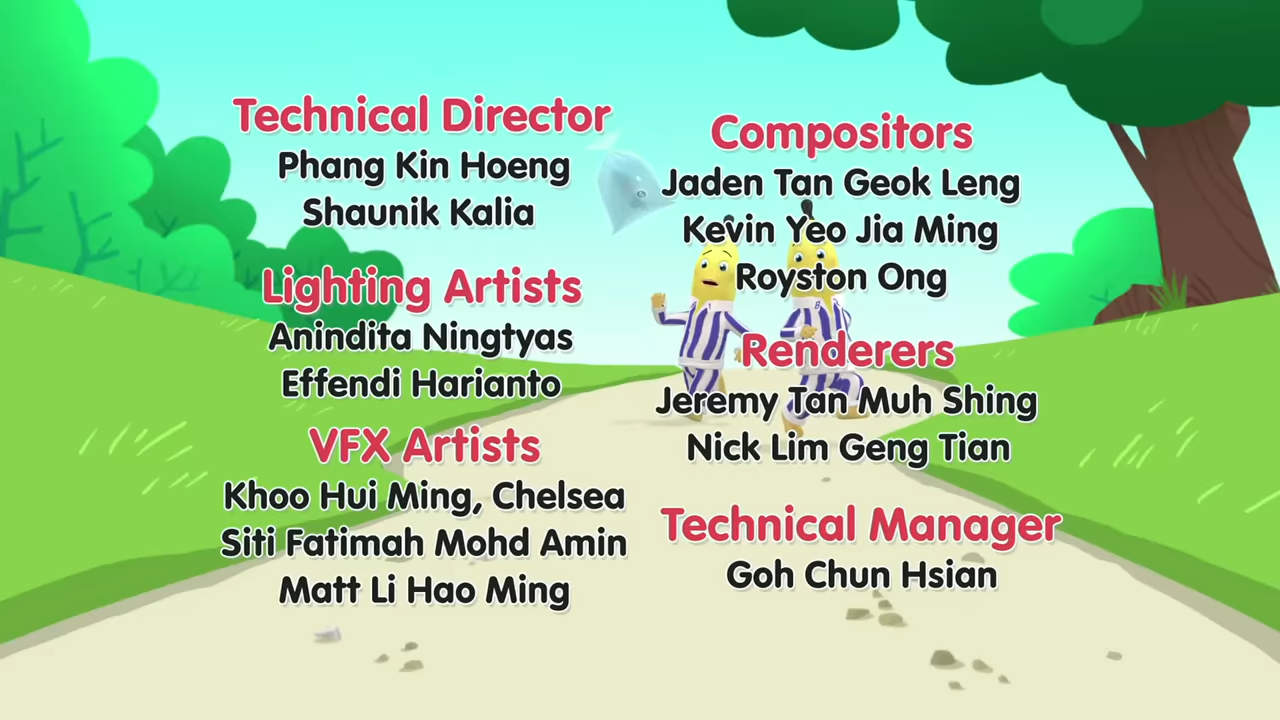 Technical Director
Phang Kin Hoeng
Shaunik Kalia
Lighting Artists
Anindita Ningtyas
Effendi Harianto
VFX Artists
Khoo Hui Ming, Chelsea
Siti Fatimah Mohd Amin
Matt Li Hao Ming
Compositors
Jaden Tan Geok Leng
Kevin Yeo Jia Ming
Royston Ong
Renderers
Jeremy Tan Muh Shing
Nick Lim Geng Tian
Technical Manager
Goh Chun Hsian